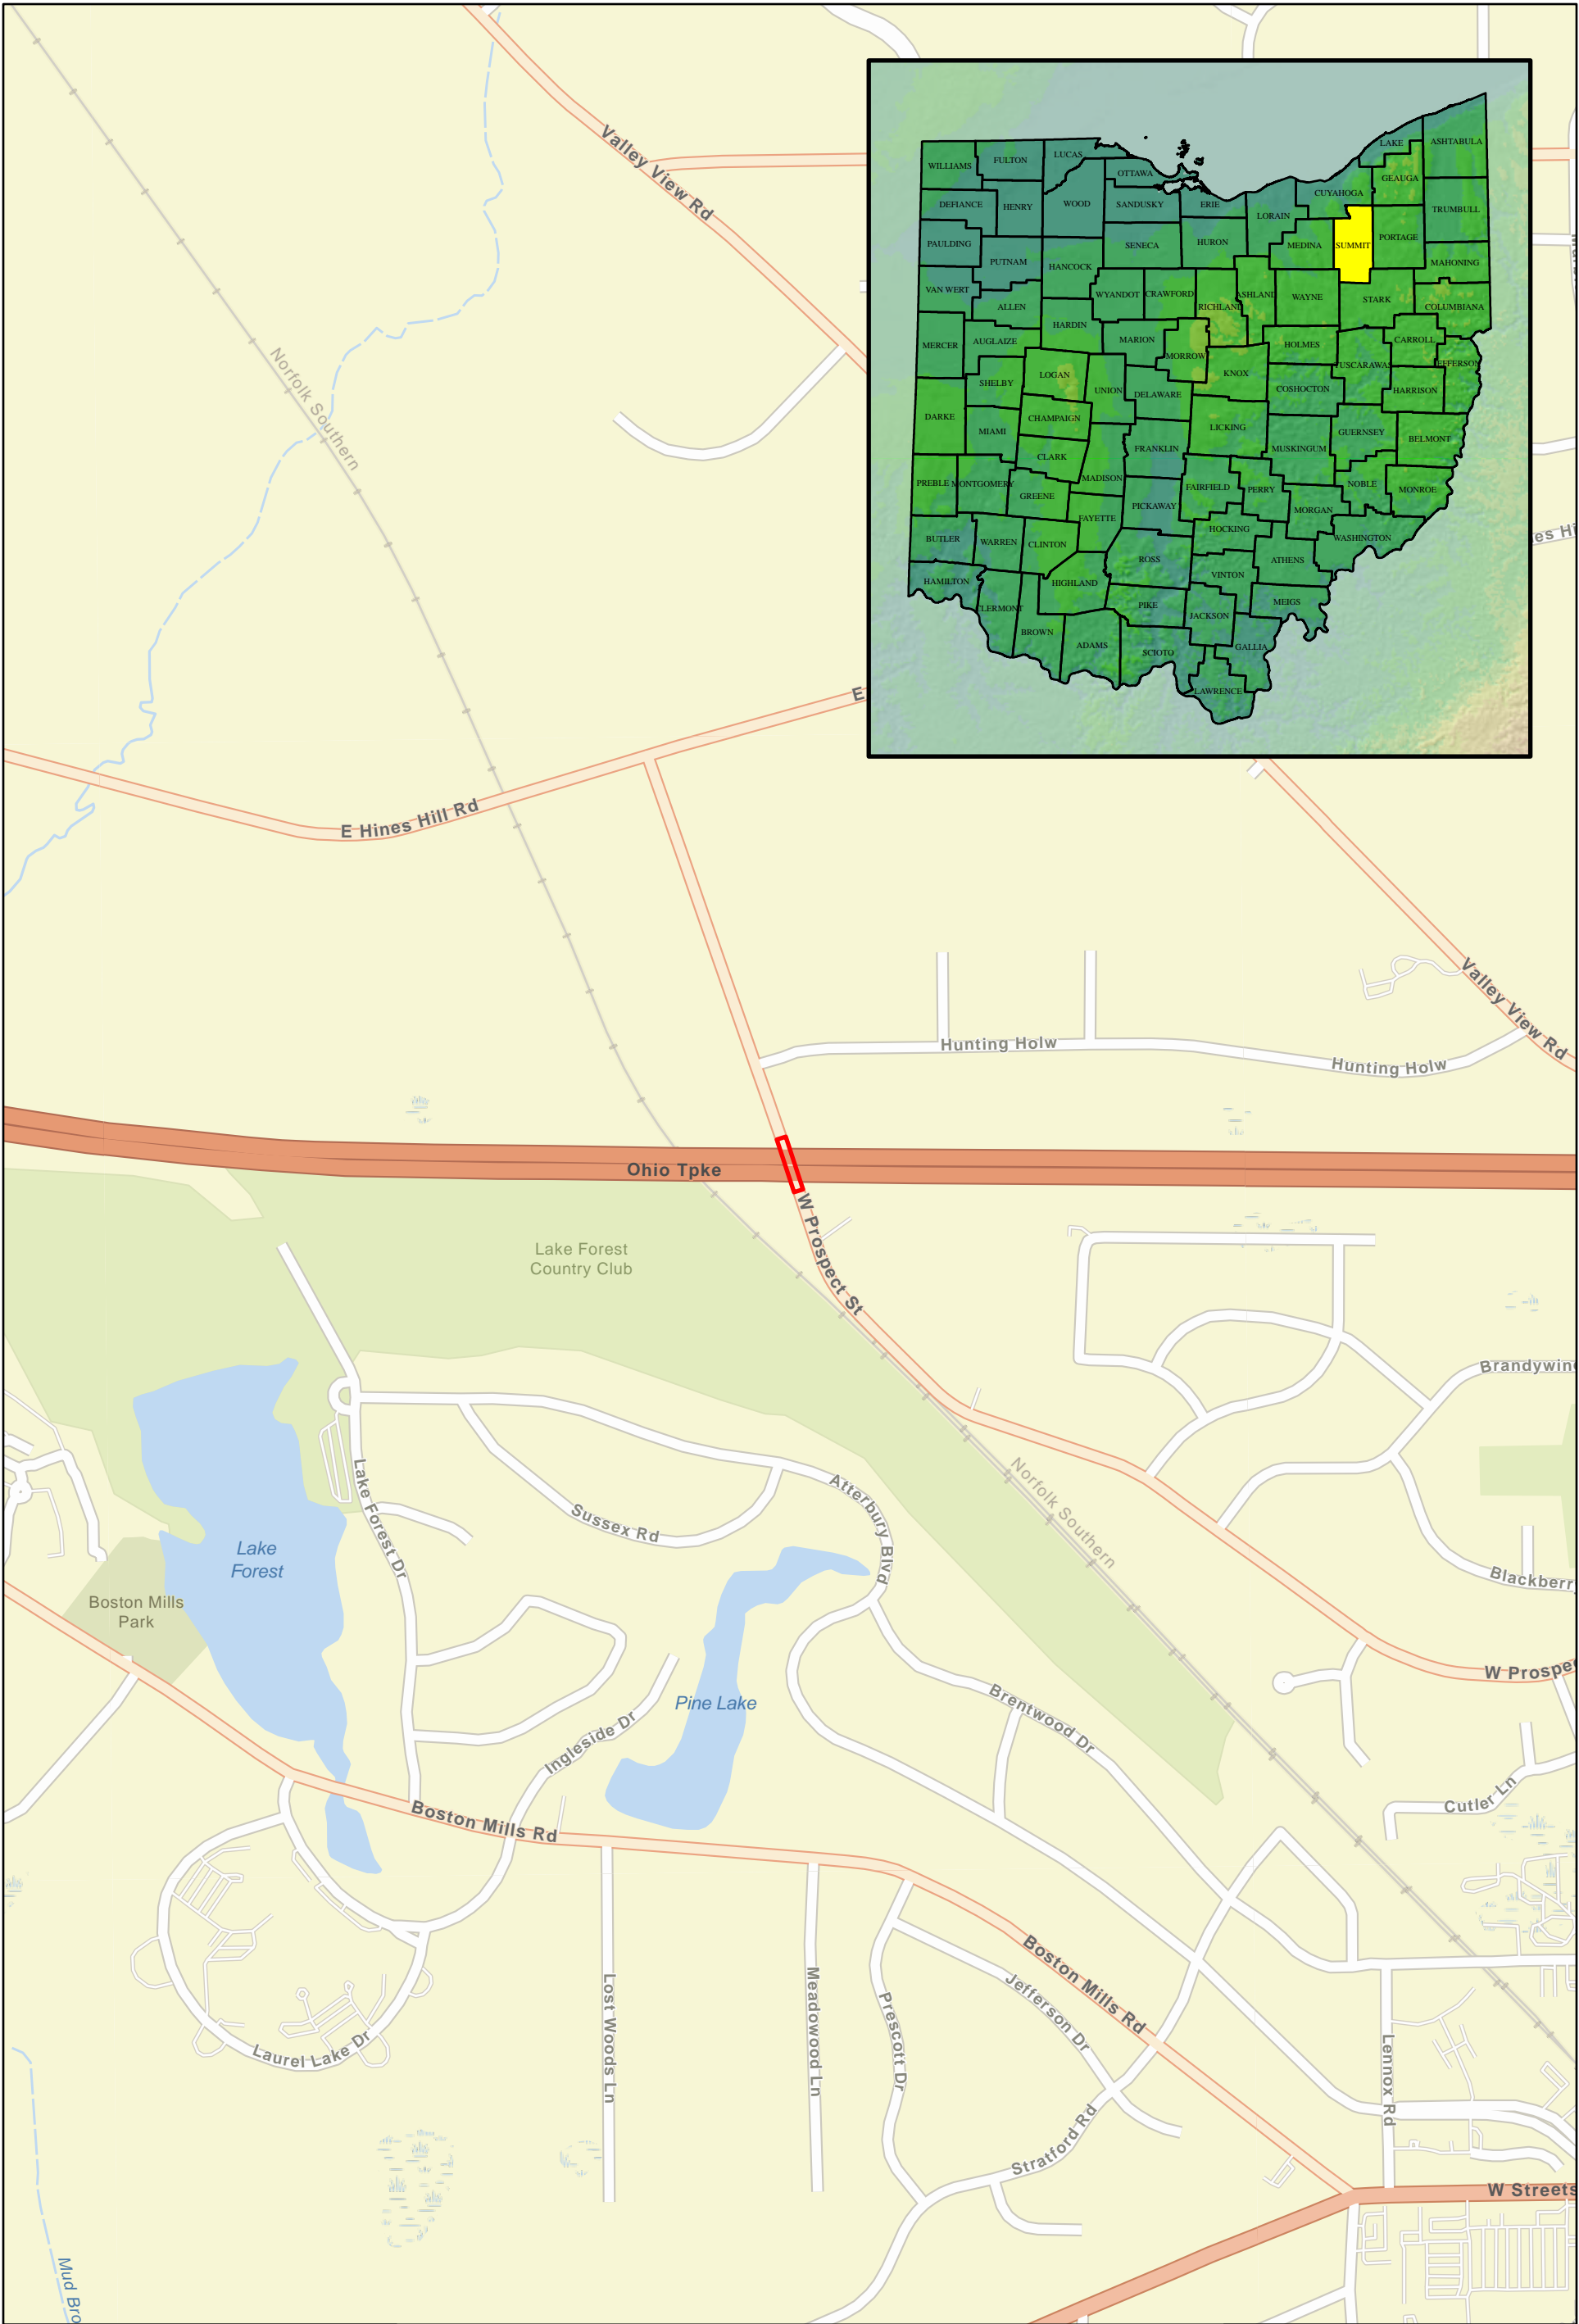 Valley View Rd
WILLIAMS
FULTON
LUCAS
OTTAWA
LAKE
ASHTABULA
GEAUGA
CUYAHOGA
DEFIANCE
HENRY
WOOD
SANDUSKY
ERIE
LORAIN
TRUMBULL
PAULDING
PUTNAM
HANCOCK
SENECA
HURON
MEDINA
SUMMIT
PORTAGE
MAHONING
VAN WERT
ALLEN
WYANDOT
CRAWFORD
RICHLAND
ASHLAND
WAYNE
STARK
COLUMBIANA
MERCER
AUGLAIZE
HARDIN
MARION
MORROW
HOLMES
TUSCARAWAS
CARROLL
JEFFERSON
SHELBY
LOGAN
UNION
DELAWARE
KNOX
COSHOCTON
HARRISON
DARKE
MIAMI
CHAMPAIGN
LICKING
MUSKINGUM
GUERNSEY
BELMONT
CLARK
FRANKLIN
PREBLE
MONTGOMERY
GREENE
MADISON
FAIRFIELD
PERRY
NOBLE
MONROE
PICKAWAY
MORGAN
FAYETTE
BUTLER
WARREN
CLINTON
HOCKING
WASHINGTON
ROSS
ATHENS
HAMILTON
HIGHLAND
VINTON
CLERMONT
PIKE
JACKSON
MEIGS
BROWN
ADAMS
SCIOTO
GALLIA
LAWRENCE
Norfolk Southern
es Hi
E
E Hines Hill Rd
Valley View Rd
Hunting Holw
Hunting Holw
Ohio Tpke
W Prospect St
Lake Forest
Country Club
Brandywin
Norfolk Southern
Lake Forest Dr
Sussex Rd
Atterbury Blvd
Lake
Forest
Blackberr
Boston Mills
Park
W Prospe
Pine Lake
Brentwood Dr
Ingleside Dr
Cutler Ln
Boston Mills Rd
Boston Mills Rd
Lost Woods Ln
Meadowood Ln
Prescott Dr
Jefferson Dr
Laurel Lake Dr
Lennox Rd
Stratford Rd
W Streets
Mud Bro